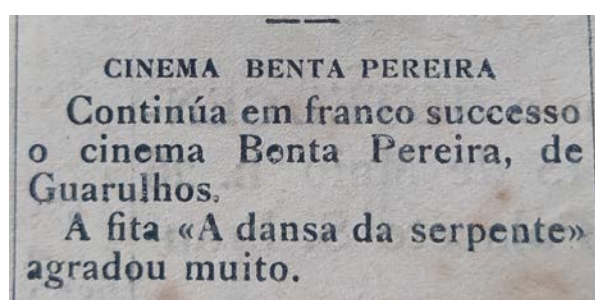 CINEMA BENTA PEREIRA
Continúa em franco successo
o cinema Benta Pereira, de
Guarulhos.
A fita «A dansa da serpente»
agradou muito.